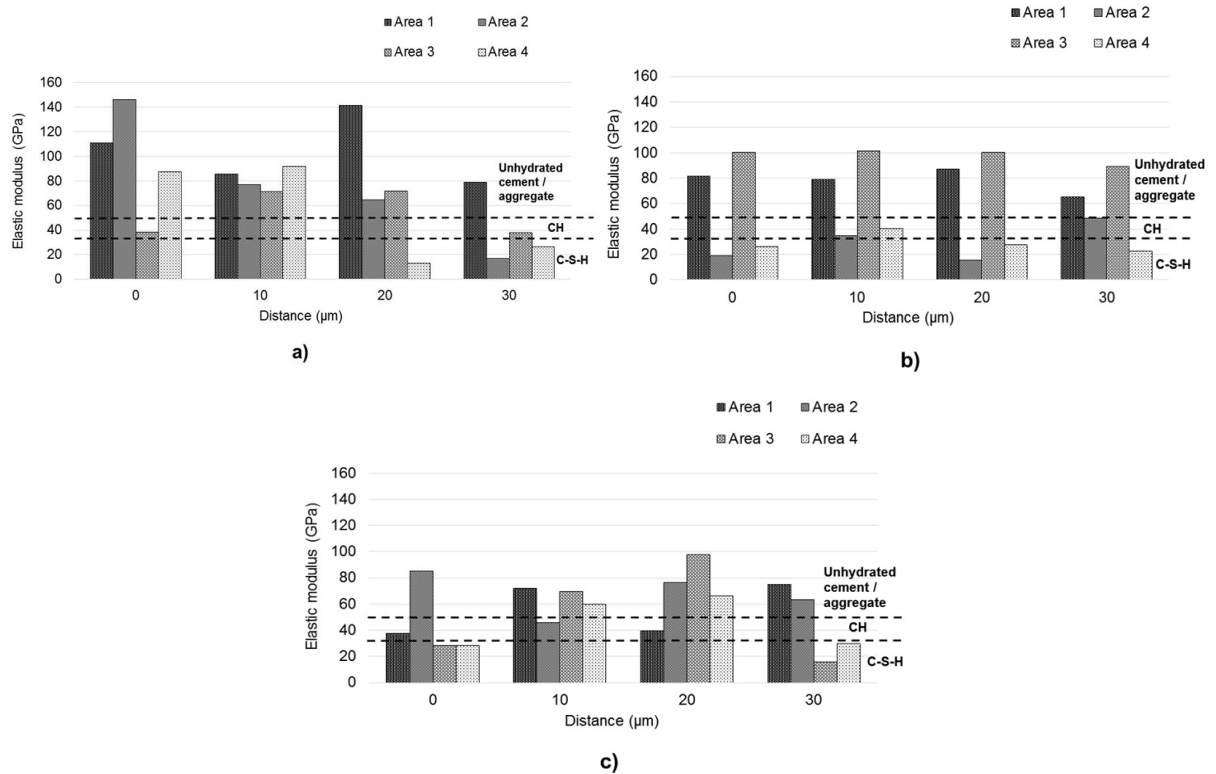 Area 1
Area 2
Area 3
Area 4
Elastic modulus (GPa)
160
140
120
100
80
60
40
20
0
Unhydrated
cement /
aggregate
CH
C-S-H
0 10 20 30
Distance (µm)
a)
Area 1
Area 2
Area 3
Area 4
Elastic modulus (GPa)
160
140
120
100
80
60
40
20
0
Unhydrated
cement /
aggregate
CH
C-S-H
0 10 20 30
Distance (µm)
b)
Area 1
Area 2
Area 3
Area 4
Elastic modulus (GPa)
160
140
120
100
80
60
40
20
0
Unhydrated
cement /
aggregate
CH
C-S-H
0 10 20 30
Distance (µm)
c)